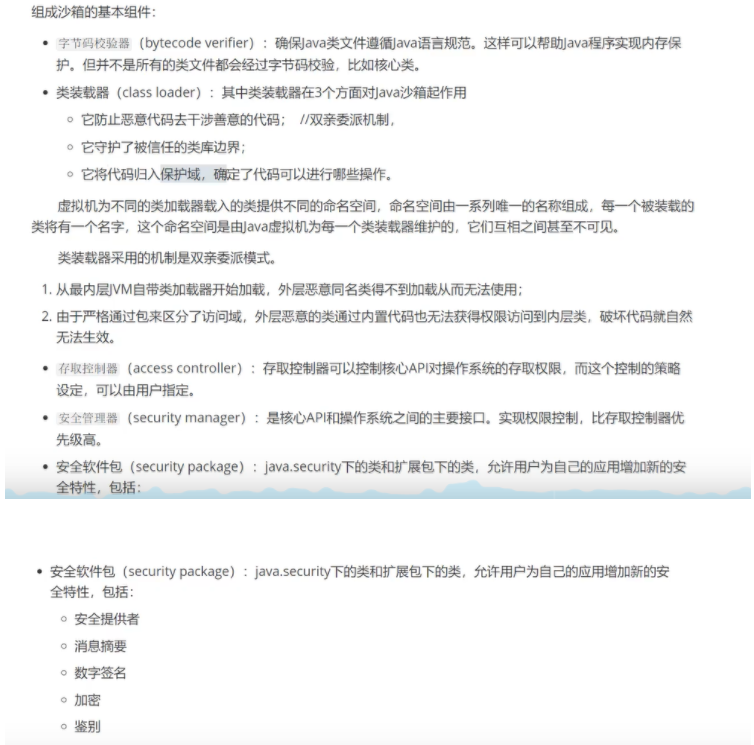 组成沙箱的基本组件：
• 字节码校验器（bytecode verifier）：确保Java类文件遵循Java语言规范。这样可以帮助Java程序实现内存保
护。但并不是所有的类文件都会经过字节码校验，比如核心类。
• 类装载器（class loader）：其中类装载器在3个方面对Java沙箱起作用
○ 它防止恶意代码去干涉善意的代码； //双亲委派机制，
○ 它守护了被信任的类库边界；
○ 它将代码归入保护域，确定了代码可以进行哪些操作。
虚拟机为不同的类加载器载入的类提供不同的命名空间，命名空间由一系列唯一的名称组成，每一个被装载的
类将有一个名字，这个命名空间是由Java虚拟机为每一个类装载器维护的，它们互相之间甚至不可见。
类装载器采用的机制是双亲委派模式。
1. 从最内层JVM自带类加载器开始加载，外层恶意同名类得不到加载从而无法使用；
2. 由于严格通过包来区分了访问域，外层恶意的类通过内置代码也无法获得权限访问到内层类，破坏代码就自然
无法生效。
• 存取控制器（access controller）：存取控制器可以控制核心API对操作系统的存取权限，而这个控制的策略
设定，可以由用户指定。
• 安全管理器（security manager）：是核心API和操作系统之间的主要接口。实现权限控制，比存取控制器优
先级高。
• 安全软件包（security package）：java.security下的类和扩展包下的类，允许用户为自己的应用增加新的安
全特性，包括：
• 安全软件包（security package）：java.security下的类和扩展包下的类，允许用户为自己的应用增加新的安
全特性，包括：
○ 安全提供者
○ 消息摘要
○ 数字签名
○ 加密
○ 鉴别